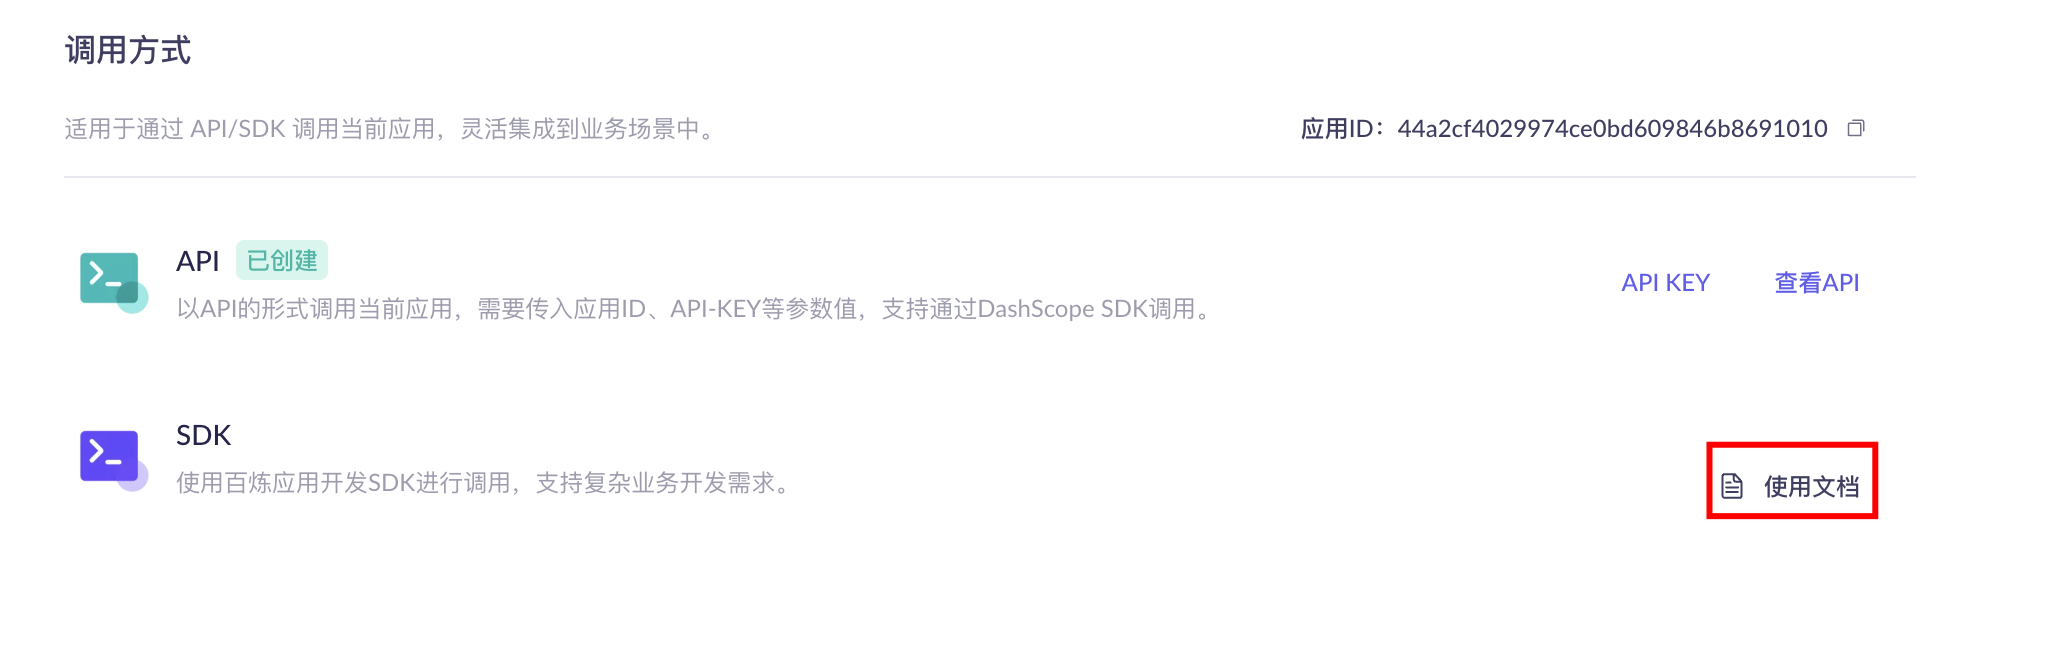 调用方式
适用于通过 API/SDK 调用当前应用，灵活集成到业务场景中。
应用ID：44a2cf4029974ce0bd609846b8691010
API 已创建
以API的形式调用当前应用，需要传入应用ID、API-KEY等参数值，支持通过DashScope SDK调用。
API KEY 查看API
SDK
使用百炼应用开发SDK进行调用，支持复杂业务开发需求。
使用文档